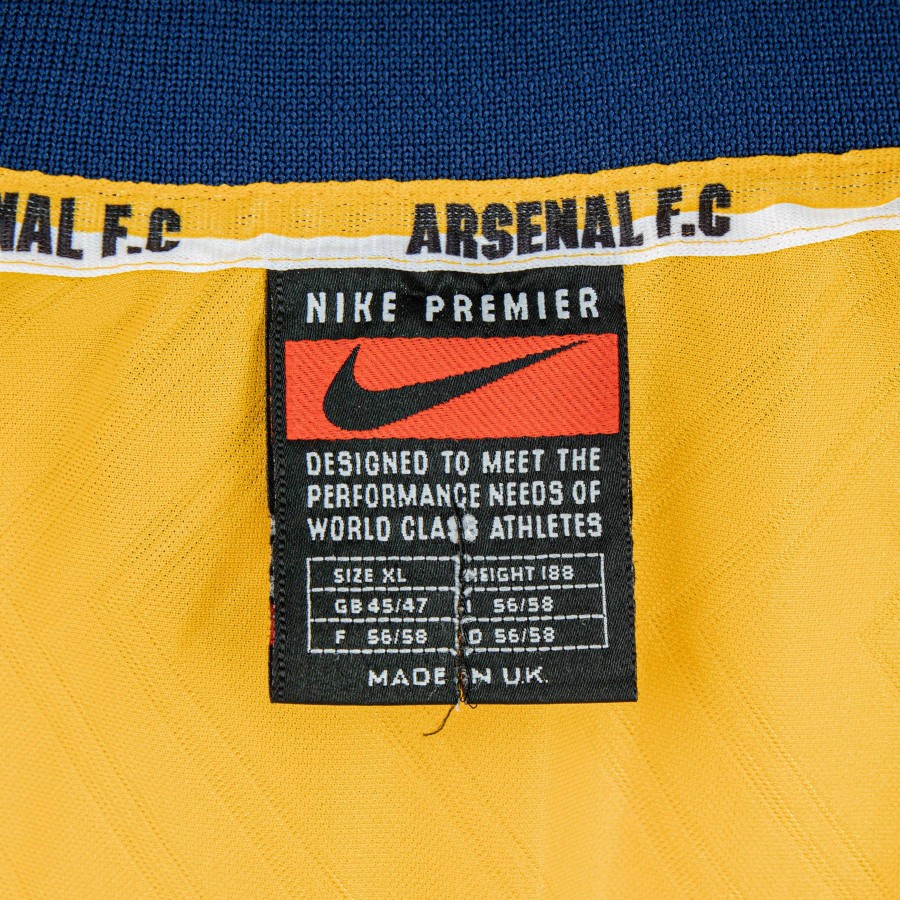 NAL F.C ARSENAL F.C
NIKE PREMIER
DESIGNED TO MEET THE
PERFORMANCE NEEDS OF
WORLD CLASS ATHLETES
SIZE XL HEIGHT 188
GB 45/47 I 56/58
F 56/58 D 56/58
MADE IN U.K.